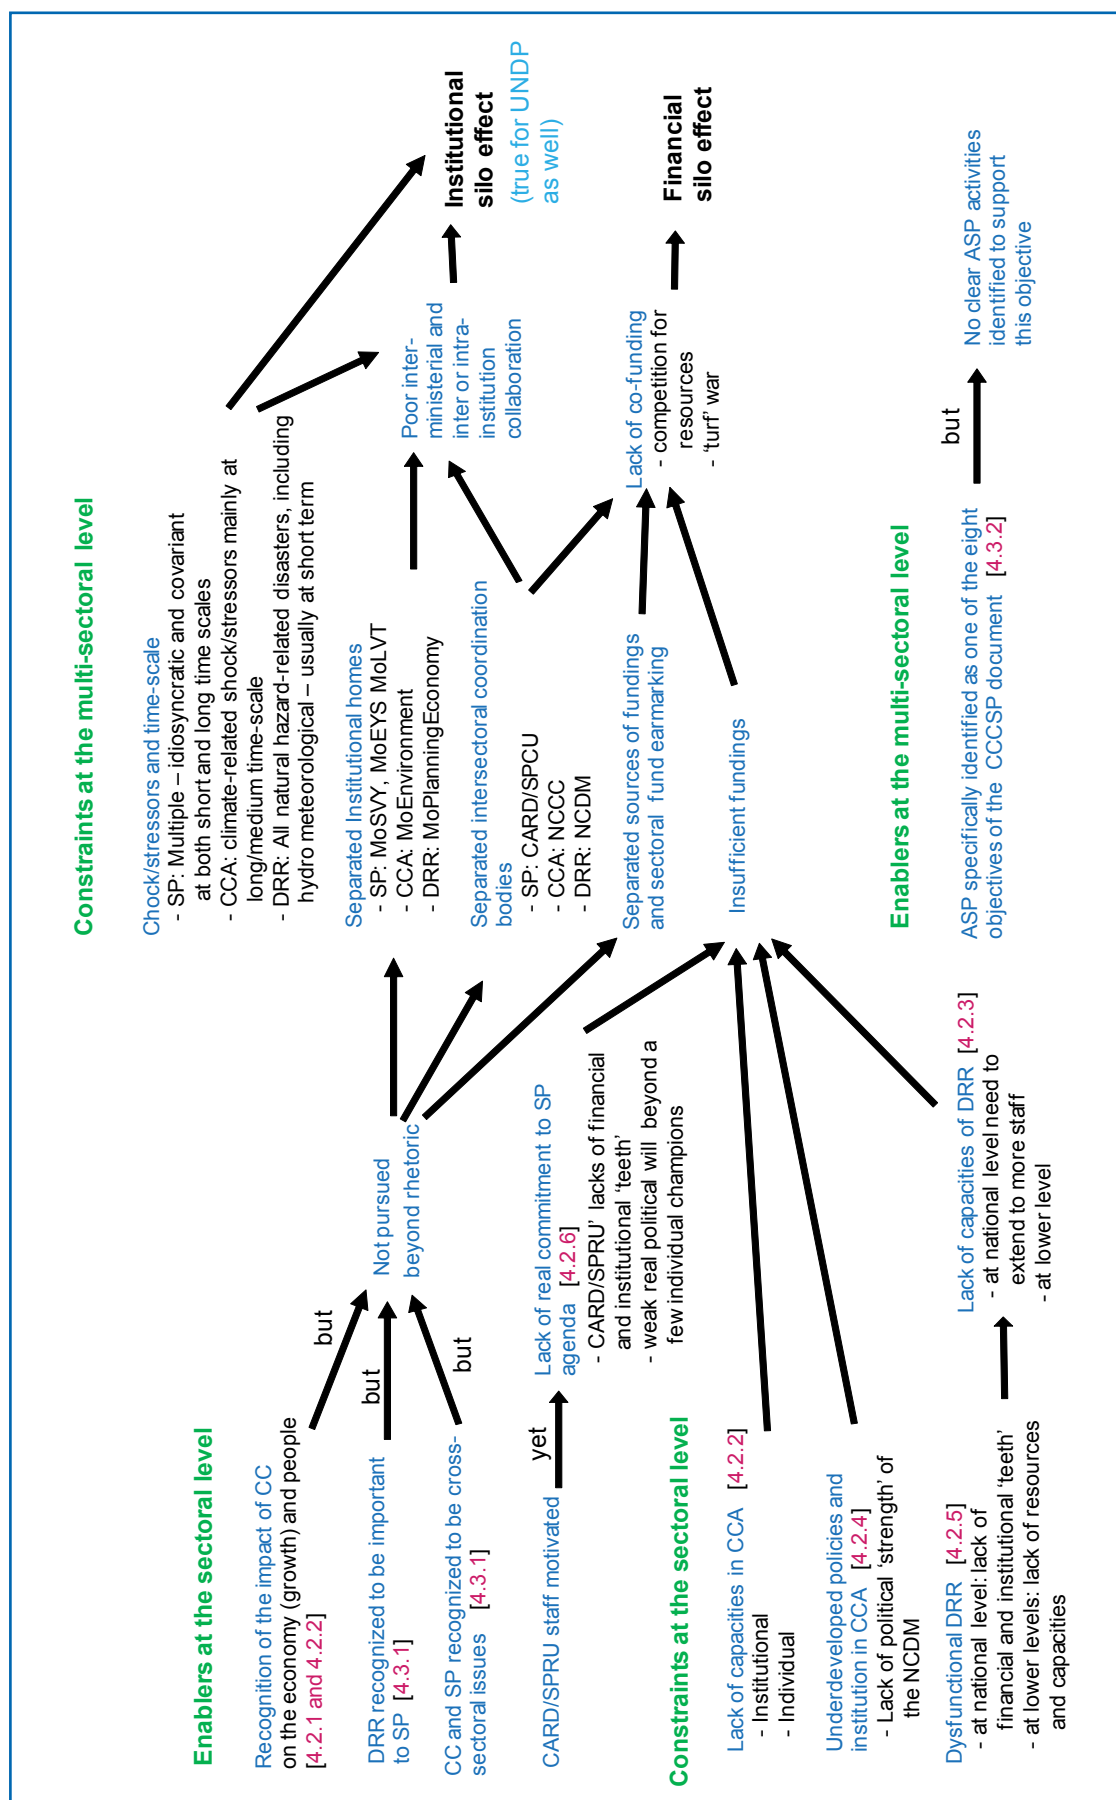 Enablers at the sectoral level
Recognition of the impact of CC
on the economy (growth) and people
[4.2.1 and 4.2.2]
but
DRR recognized to be important
to SP [4.3.1]
but
CC and SP recognized to be cross-
sectoral issues [4.3.1]
but
Not pursued
beyond rhetoric
CARD/SPRU staff motivated
yet
Lack of real commitment to SP
agenda [4.2.6]
- CARD/SPRU' lacks of financial
and institutional 'teeth'
- weak real political will beyond a
few individual champions
Constraints at the sectoral level
Lack of capacities in CCA [4.2.2]
- Institutional
- Individual
Underdeveloped policies and
institution in CCA [4.2.4]
- Lack of political 'strength' of
the NCDM
Dysfunctional DRR [4.2.5]
- at national level: lack of
financial and institutional 'teeth'
- at lower levels: lack of resources
and capacities
Lack of capacities of DRR [4.2.3]
- at national level need to
extend to more staff
- at lower level
Constraints at the multi-sectoral level
Chock/stressors and time-scale
- SP: Multiple – idiosyncratic and covariant
at both short and long time scales
- CCA: climate-related shock/stressors mainly at
long/medium time-scale
- DRR: All natural hazard-related disasters, including
hydro meteorological – usually at short term
Separated Institutional homes
- SP: MoSVY, MoEYS MoLVT
- CCA: MoEnvironment
- DRR: MoPlanningEconomy
Separated intersectoral coordination
bodies
- SP: CARD/SPCU
- CCA: NCCC
- DRR: NCDM
Separated sources of fundings
and sectoral fund earmarking
Insufficient fundings
Poor inter-
ministerial and
inter or intra-
institution
collaboration
Lack of co-funding
- competition for
resources
- 'turf' war
Institutional
silo effect
(true for UNDP
as well)
Financial
silo effect
Enablers at the multi-sectoral level
ASP specifically identified as one of the eight
objectives of the CCCSP document [4.3.2]
but
No clear ASP activities
identified to support
this objective